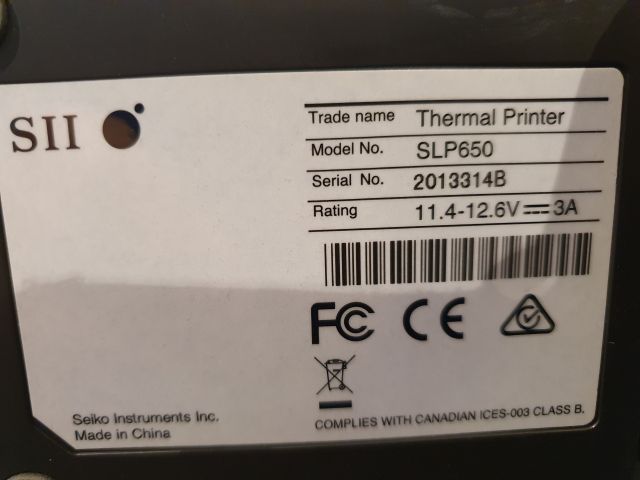 SII
Trade name Thermal Printer
Model No. SLP650
Serial No. 2013314B
Rating 11.4-12.6V⎓3A
FC CE
Seiko Instruments Inc.
Made in China
COMPLIES WITH CANADIAN ICES-003 CLASS B.